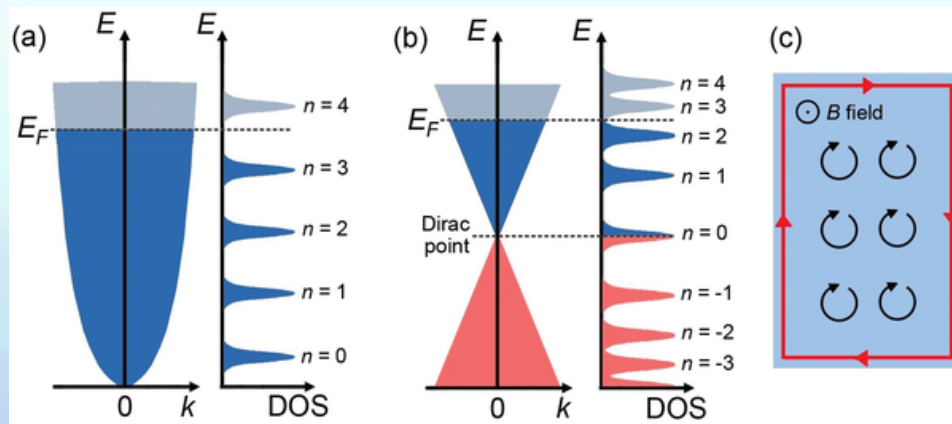 (a)
E
E
E_F
n = 4
n = 3
n = 2
n = 1
n = 0
0
k
DOS
(b)
E
E
E_F
Dirac
point
n = 4
n = 3
n = 2
n = 1
n = 0
n = -1
n = -2
n = -3
0
k
DOS
(c)
B field